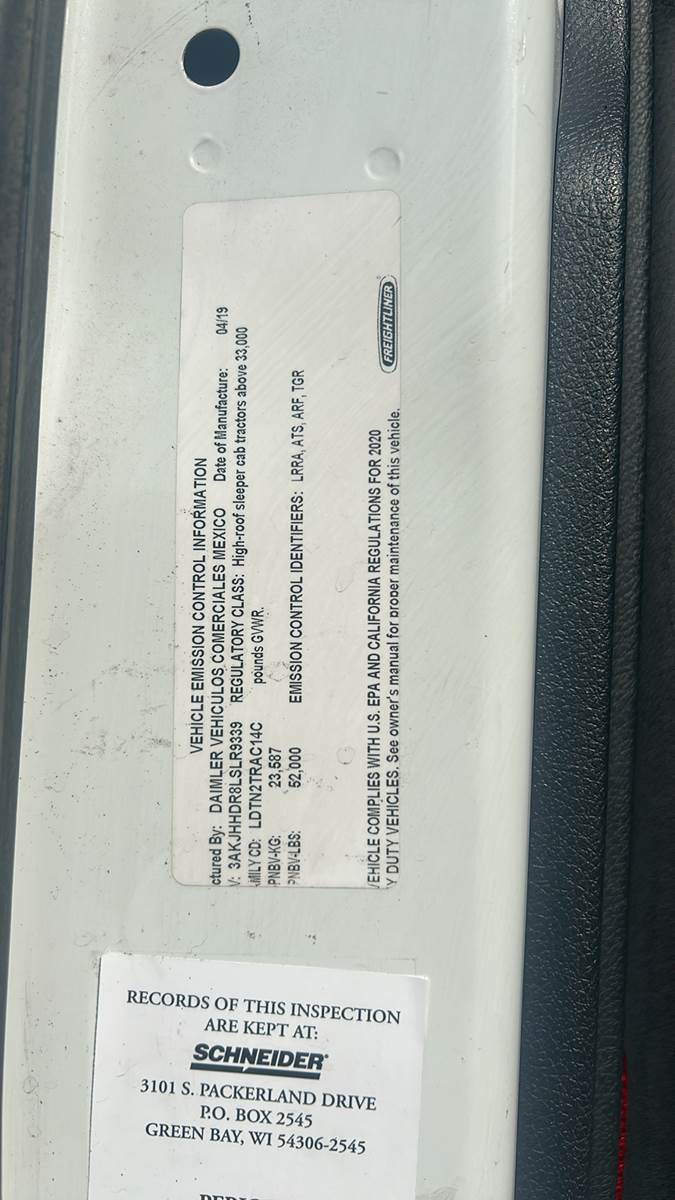 VEHICLE EMISSION CONTROL INFORMATION
ctured By: DAIMLER VEHICULOS COMERCIALES MEXICO Date of Manufacture: 04/19
V: 3AKJHHDR8LSLR9339 REGULATORY CLASS: High-roof sleeper cab tractors above 33,000
MILY CD: LDTN2TRAC14C pounds GVWR.
PNBV-KG: 23,587
PNBV-LBS: 52,000 EMISSION CONTROL IDENTIFIERS: LRRA, ATS, ARF, TGR
VEHICLE COMPLIES WITH U.S. EPA AND CALIFORNIA REGULATIONS FOR 2020
Y DUTY VEHICLES. See owner's manual for proper maintenance of this vehicle.
FREIGHTLINER
RECORDS OF THIS INSPECTION
ARE KEPT AT:
SCHNEIDER
3101 S. PACKERLAND DRIVE
P.O. BOX 2545
GREEN BAY, WI 54306-2545